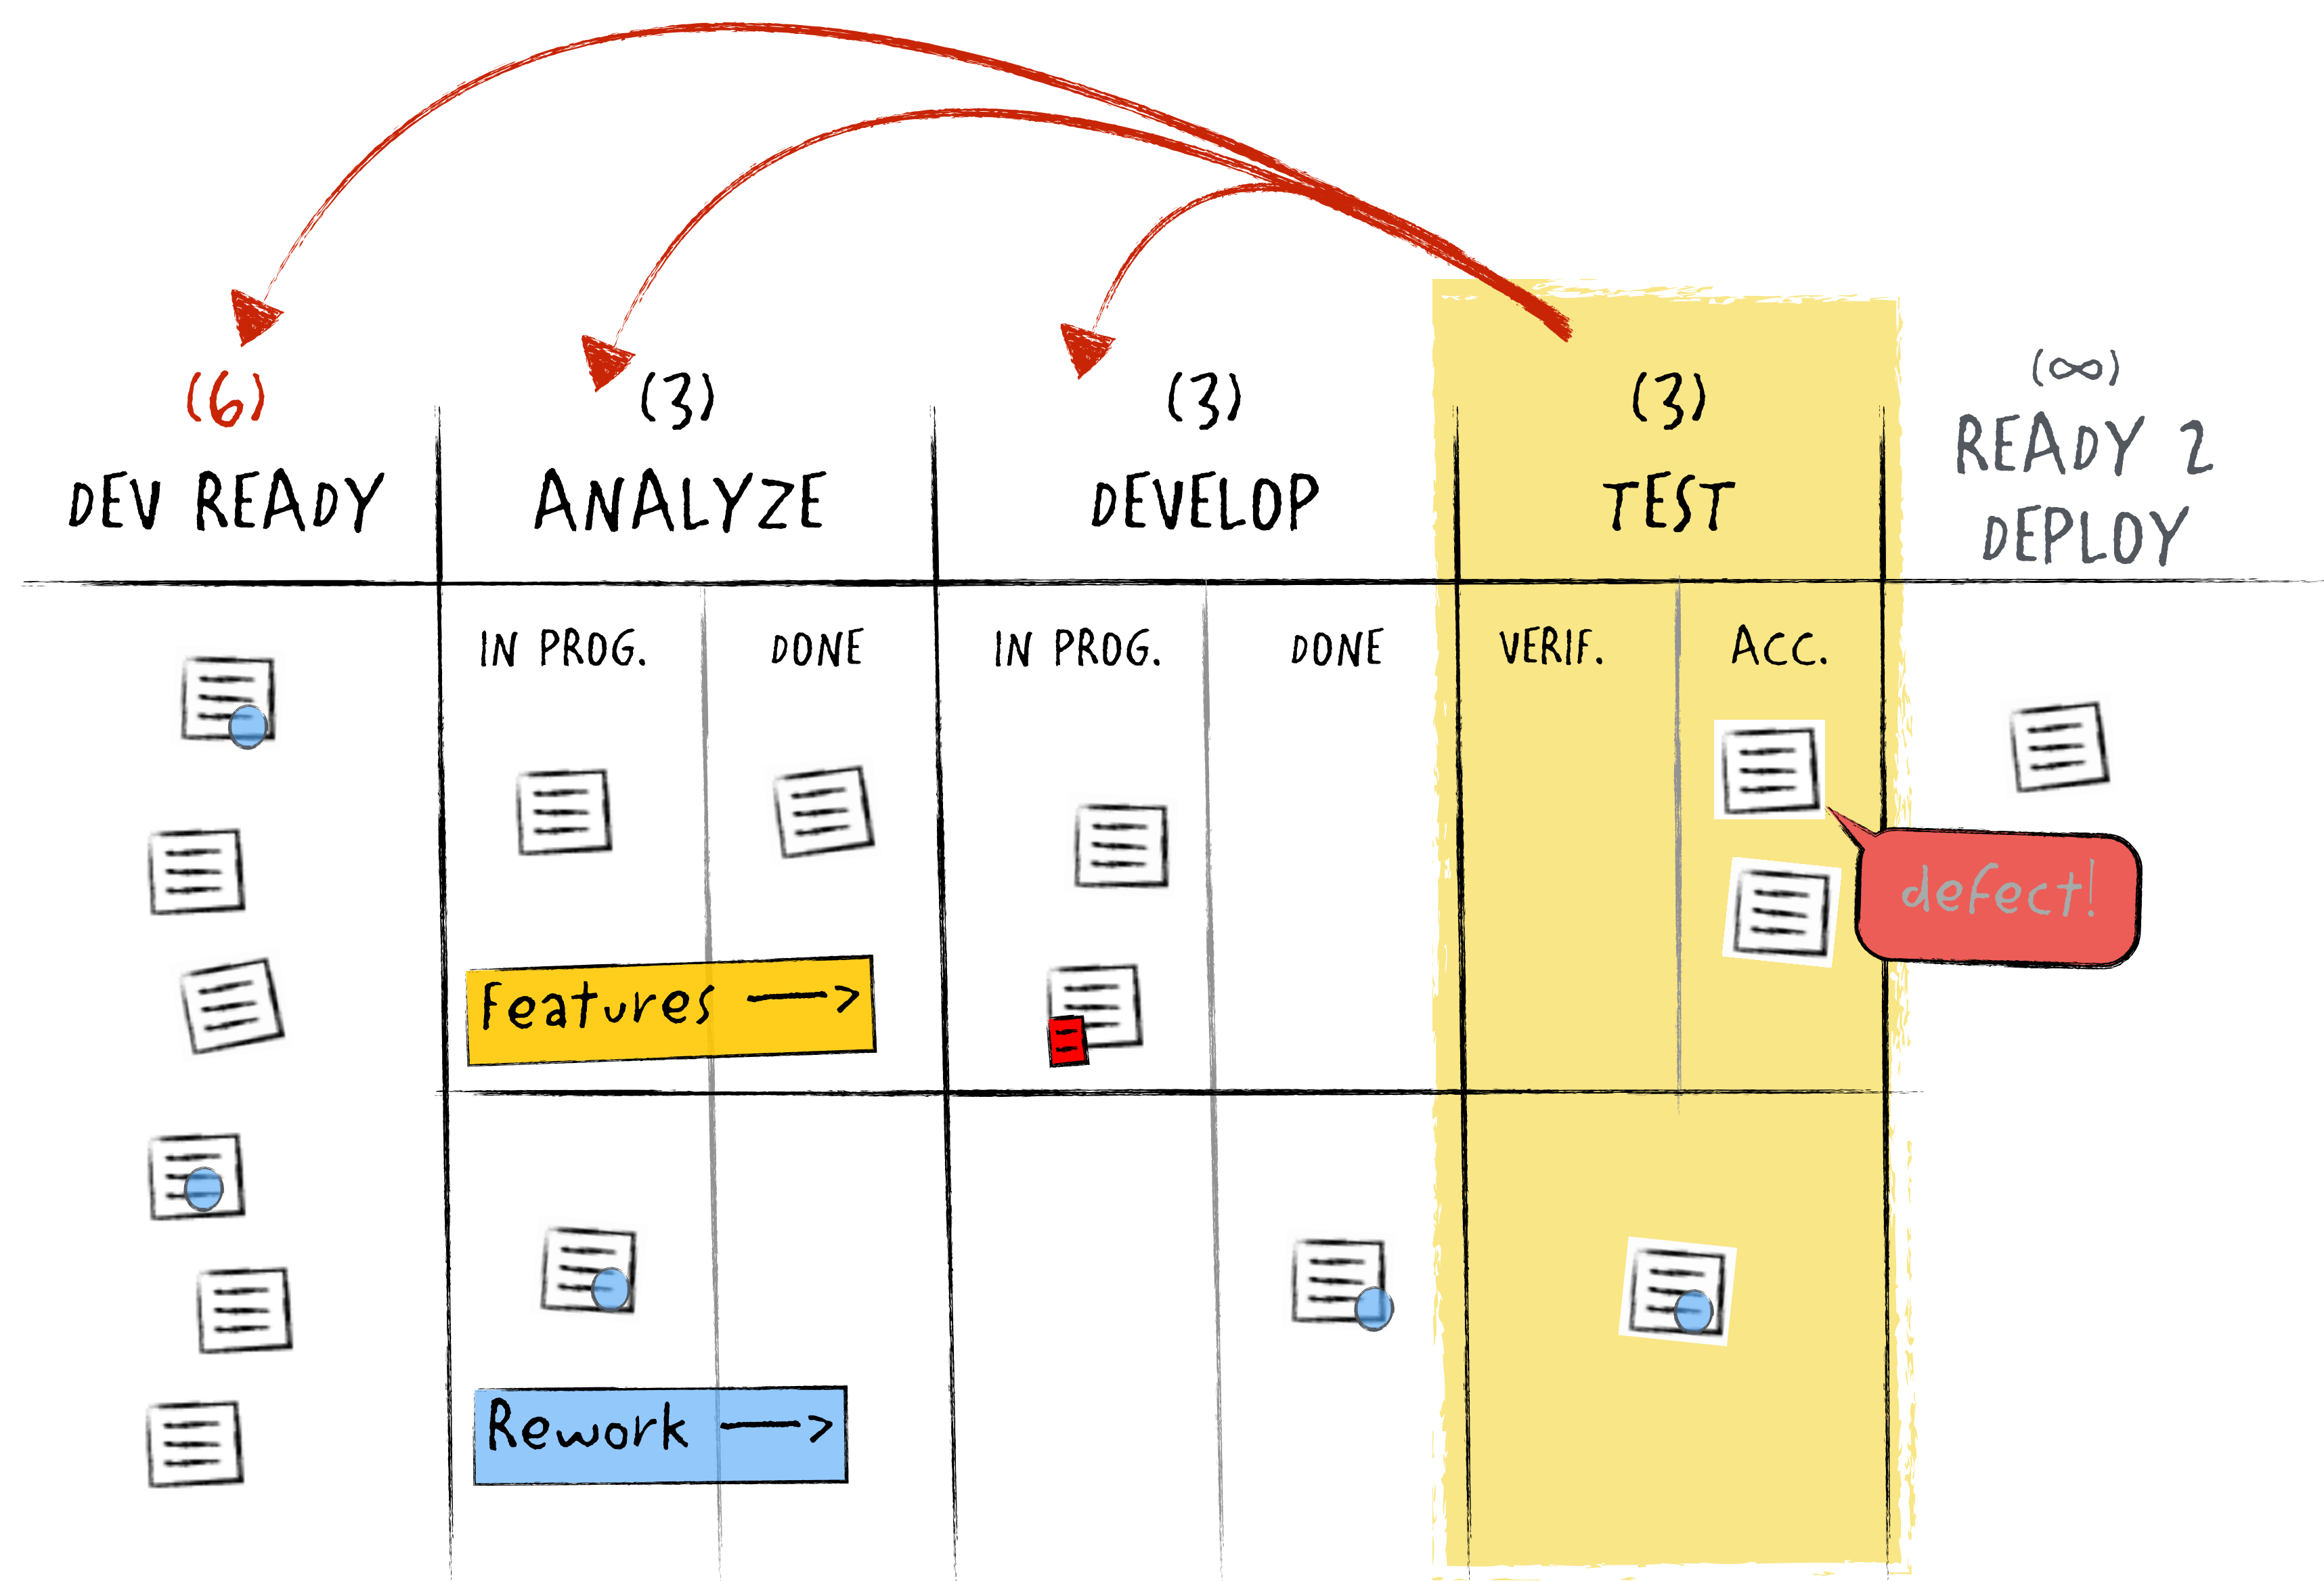 (6)
DEV READY
(3)
ANALYZE
(3)
DEVELOP
(3)
TEST
(∞)
READY 2
DEPLOY
IN PROG.
DONE
IN PROG.
DONE
VERIF.
ACC.
defect!
Features →
Rework →